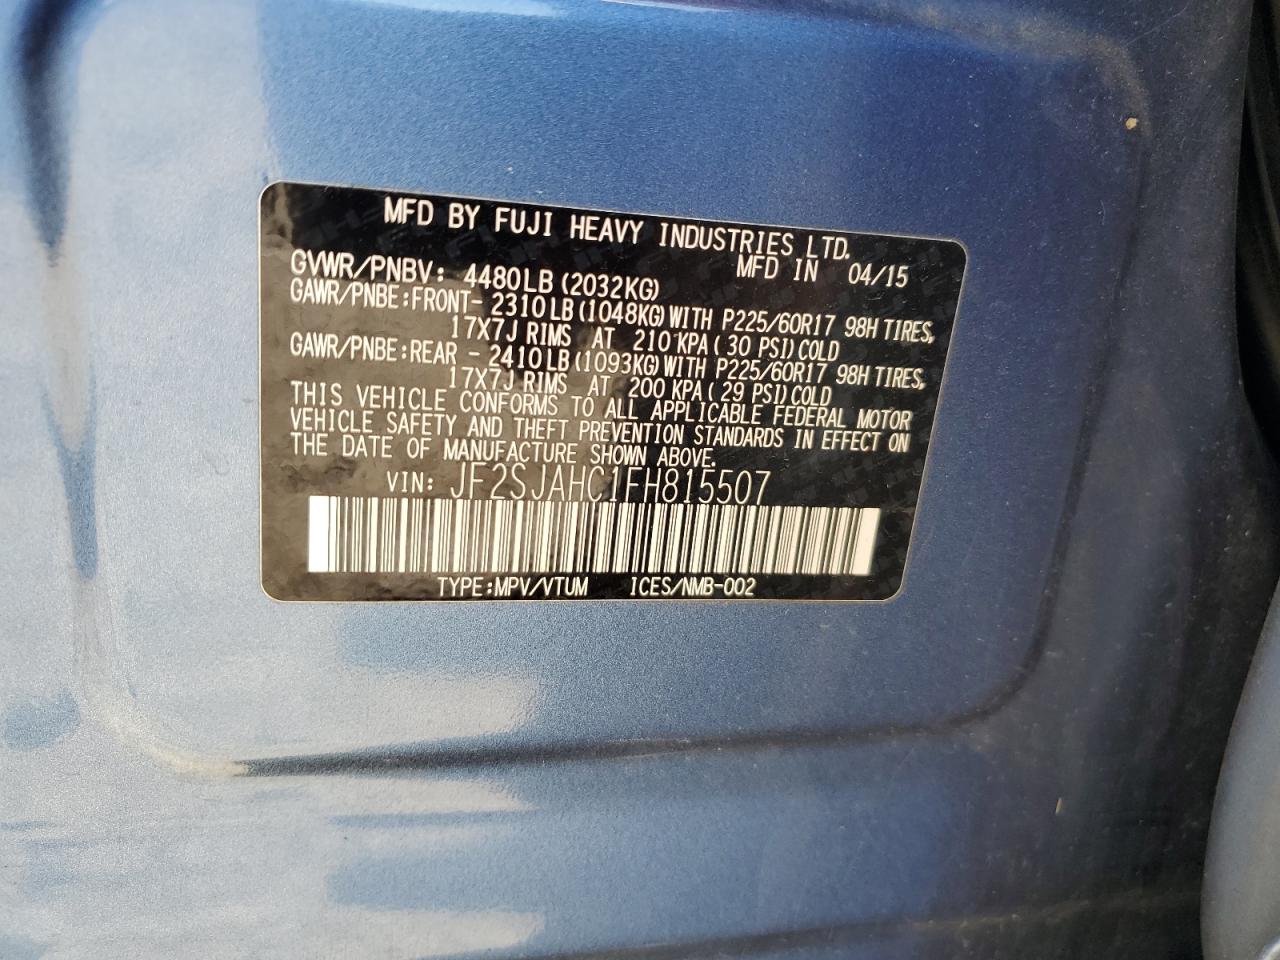 MFD BY FUJI HEAVY INDUSTRIES LTD.
MFD IN 04/15
GVWR/PNBV: 4480LB (2032KG)
GAWR/PNBE:FRONT- 2310LB(1048KG)WITH P225/60R17 98H TIRES,
17X7J RIMS AT 210 KPA( 30 PSI)COLD
GAWR/PNBE:REAR - 2410LB(1093KG)WITH P225/60R17 98H TIRES,
17X7J RIMS AT 200 KPA( 29 PSI)COLD
THIS VEHICLE CONFORMS TO ALL APPLICABLE FEDERAL MOTOR
VEHICLE SAFETY AND THEFT PREVENTION STANDARDS IN EFFECT ON
THE DATE OF MANUFACTURE SHOWN ABOVE.
VIN: JF2SJAHC1FH815507
TYPE:MPV/VTUM ICES/NMB-002